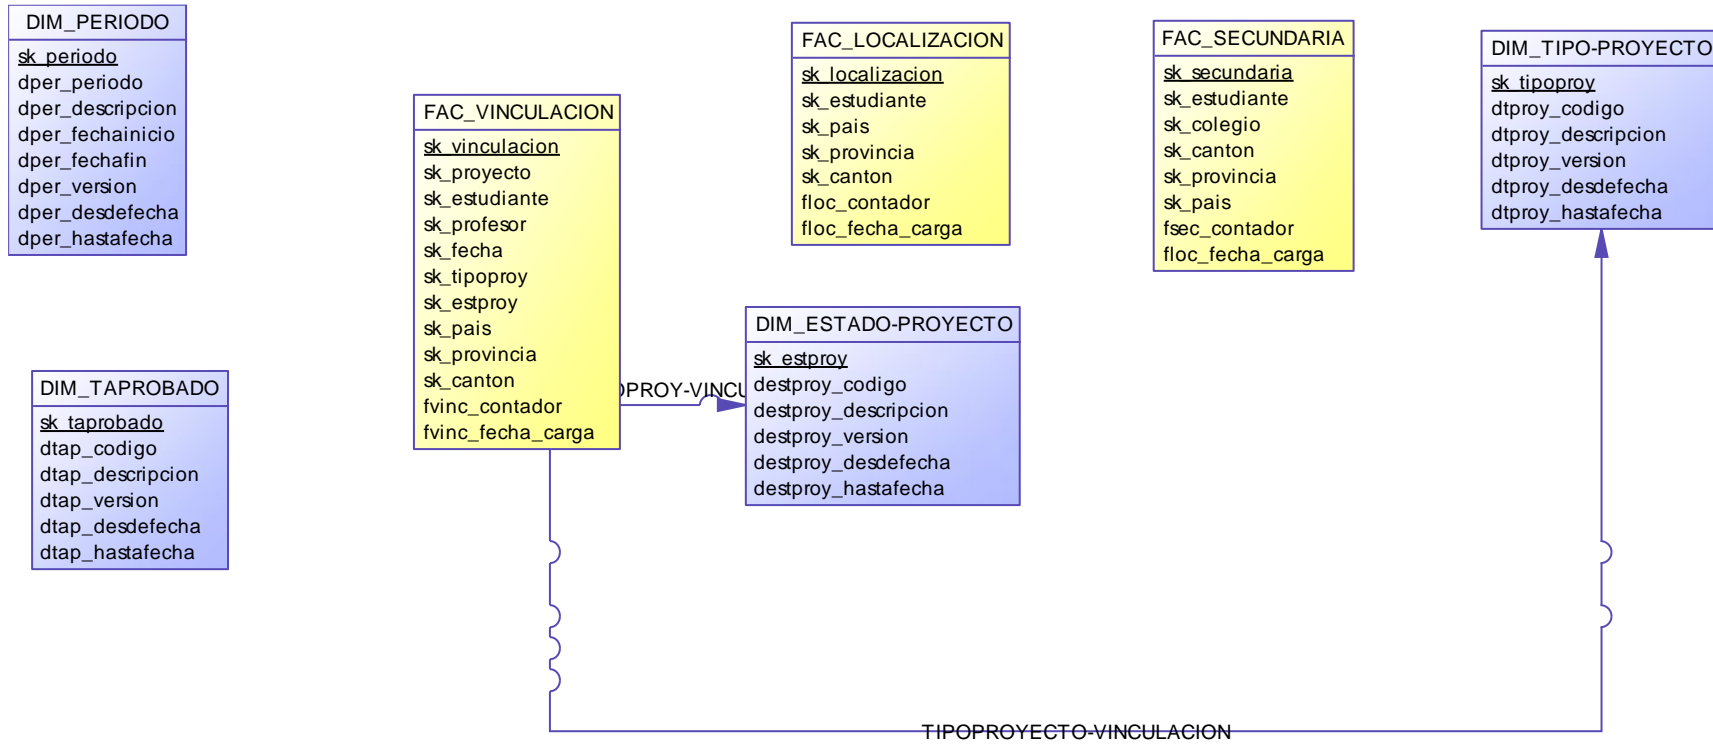 DIM_PERIODO
sk_periodo
dper_periodo
dper_descripcion
dper_fechainicio
dper_fechafin
dper_version
dper_desdefecha
dper_hastafecha
DIM_TAPROBADO
sk_taprobado
dtap_codigo
dtap_descripcion
dtap_version
dtap_desdefecha
dtap_hastafecha
FAC_VINCULACION
sk_vinculacion
sk_proyecto
sk_estudiante
sk_profesor
sk_fecha
sk_tipoproy
sk_estproy
sk_pais
sk_provincia
sk_canton
fvinc_contador
fvinc_fecha_carga
FAC_LOCALIZACION
sk_localizacion
sk_estudiante
sk_pais
sk_provincia
sk_canton
floc_contador
floc_fecha_carga
DIM_ESTADO-PROYECTO
sk_estproy
destproy_codigo
destproy_descripcion
destproy_version
destproy_desdefecha
destproy_hastafecha
FAC_SECUNDARIA
sk_secundaria
sk_estudiante
sk_colegio
sk_canton
sk_provincia
sk_pais
fsec_contador
floc_fecha_carga
DIM_TIPO-PROYECTO
sk_tipoproy
dtproy_codigo
dtproy_descripcion
dtproy_version
dtproy_desdefecha
dtproy_hastafecha
TIPOPROYECTO-VINCULACION